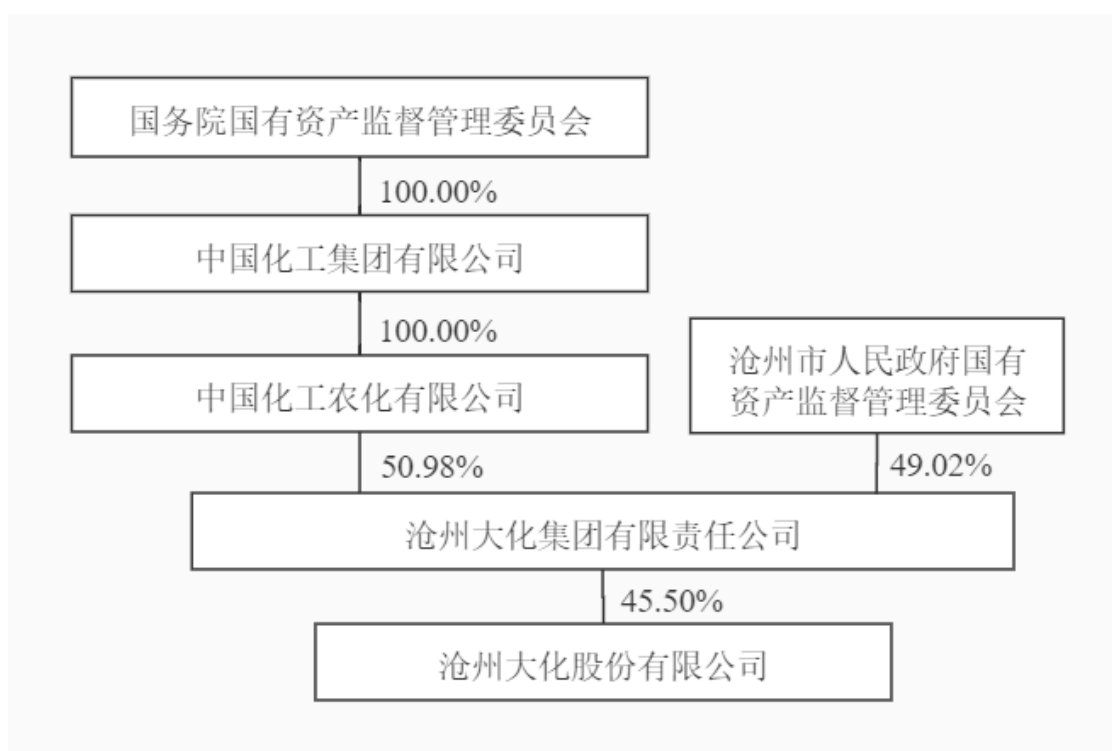 国务院国有资产监督管理委员会
100.00%
中国化工集团有限公司
100.00%
中国化工农化有限公司
沧州市人民政府国有
资产监督管理委员会
50.98%
49.02%
沧州大化集团有限责任公司
45.50%
沧州大化股份有限公司